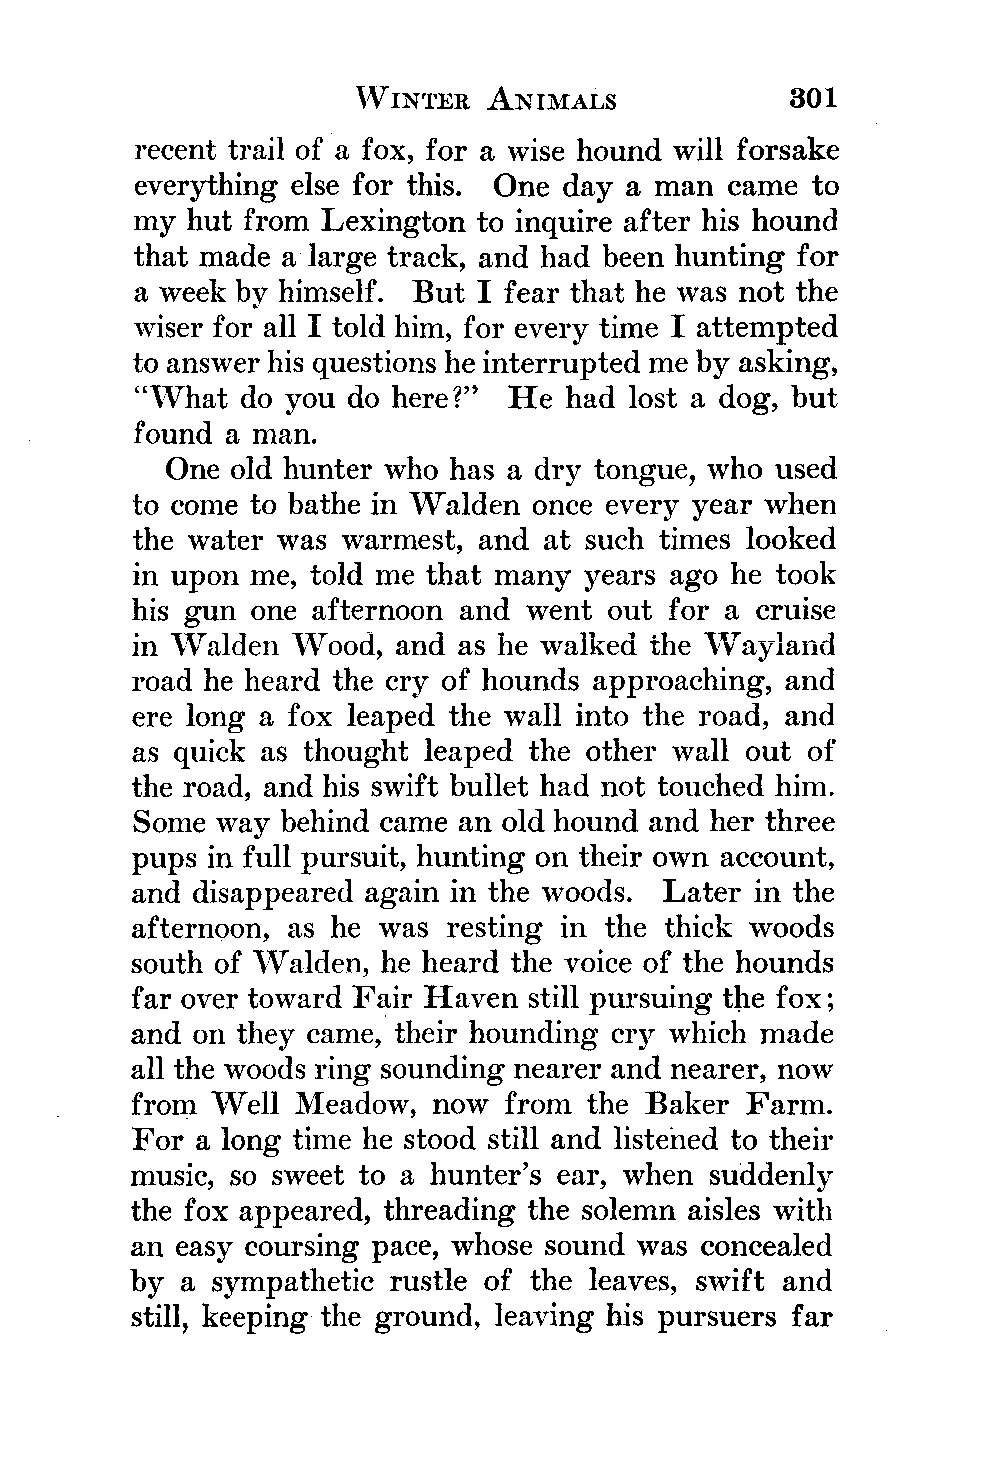 WINTER ANIMALS 301
recent trail of a fox, for a wise hound will forsake
everything else for this. One day a man came to
my hut from Lexington to inquire after his hound
that made a large track, and had been hunting for
a week by himself. But I fear that he was not the
wiser for all I told him, for every time I attempted
to answer his questions he interrupted me by asking,
“What do you do here?” He had lost a dog, but
found a man.
One old hunter who has a dry tongue, who used
to come to bathe in Walden once every year when
the water was warmest, and at such times looked
in upon me, told me that many years ago he took
his gun one afternoon and went out for a cruise
in Walden Wood, and as he walked the Wayland
road he heard the cry of hounds approaching, and
ere long a fox leaped the wall into the road, and
as quick as thought leaped the other wall out of
the road, and his swift bullet had not touched him.
Some way behind came an old hound and her three
pups in full pursuit, hunting on their own account,
and disappeared again in the woods. Later in the
afternoon, as he was resting in the thick woods
south of Walden, he heard the voice of the hounds
far over toward Fair Haven still pursuing the fox;
and on they came, their hounding cry which made
all the woods ring sounding nearer and nearer, now
from Well Meadow, now from the Baker Farm.
For a long time he stood still and listened to their
music, so sweet to a hunter’s ear, when suddenly
the fox appeared, threading the solemn aisles with
an easy coursing pace, whose sound was concealed
by a sympathetic rustle of the leaves, swift and
still, keeping the ground, leaving his pursuers far